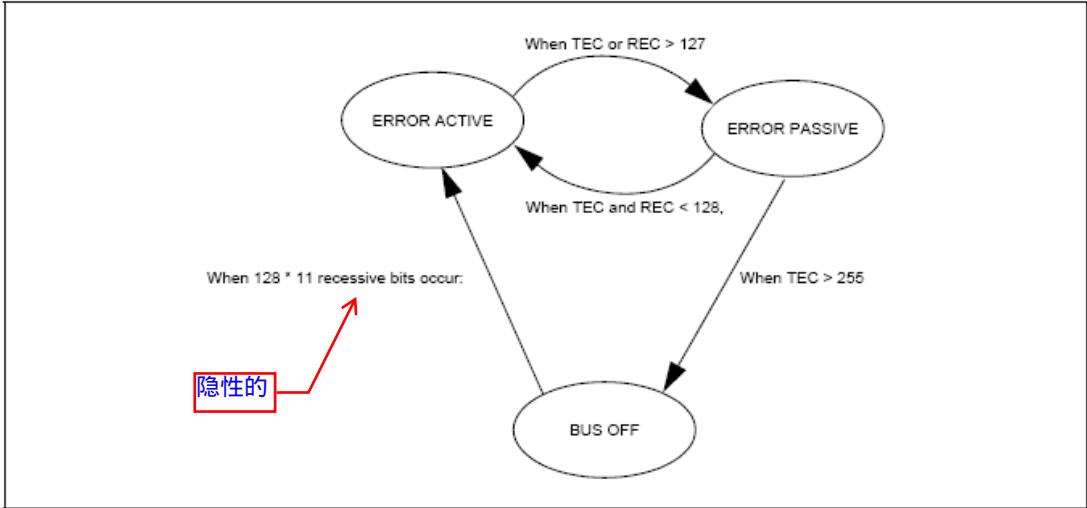 When TEC or REC > 127
ERROR ACTIVE
ERROR PASSIVE
When TEC and REC < 128,
When 128 * 11 recessive bits occur:
When TEC > 255
隐性的
BUS OFF